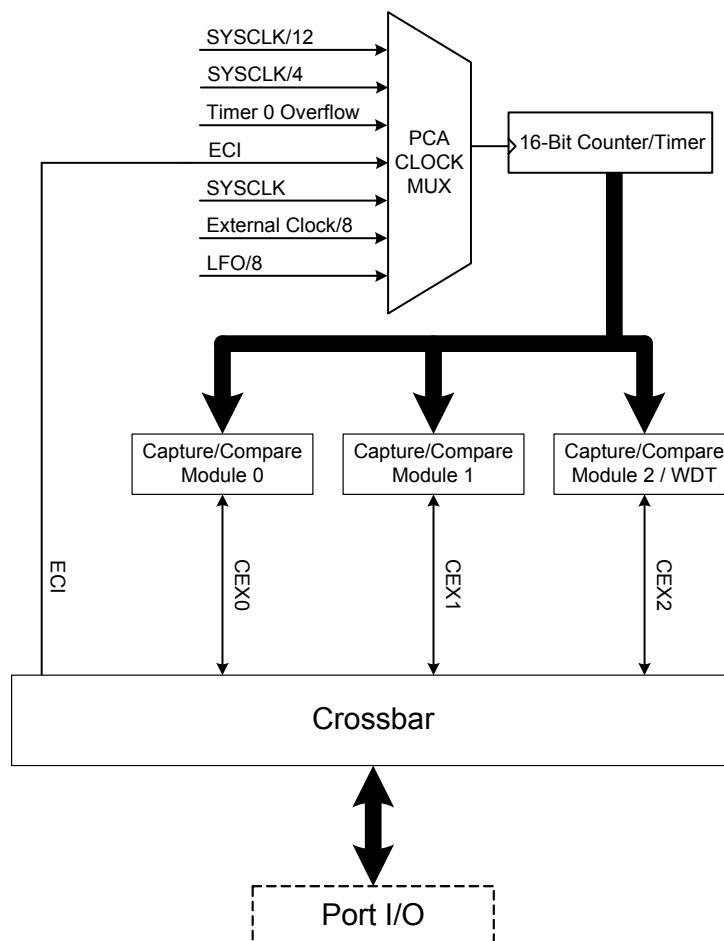 SYSCLK/12
SYSCLK/4
Timer 0 Overflow
ECI
SYSCLK
External Clock/8
LFO/8
PCA
CLOCK
MUX
16-Bit Counter/Timer
Capture/Compare
Module 0
Capture/Compare
Module 1
Capture/Compare
Module 2 / WDT
ECI
CEX0
CEX1
CEX2
Crossbar
Port I/O